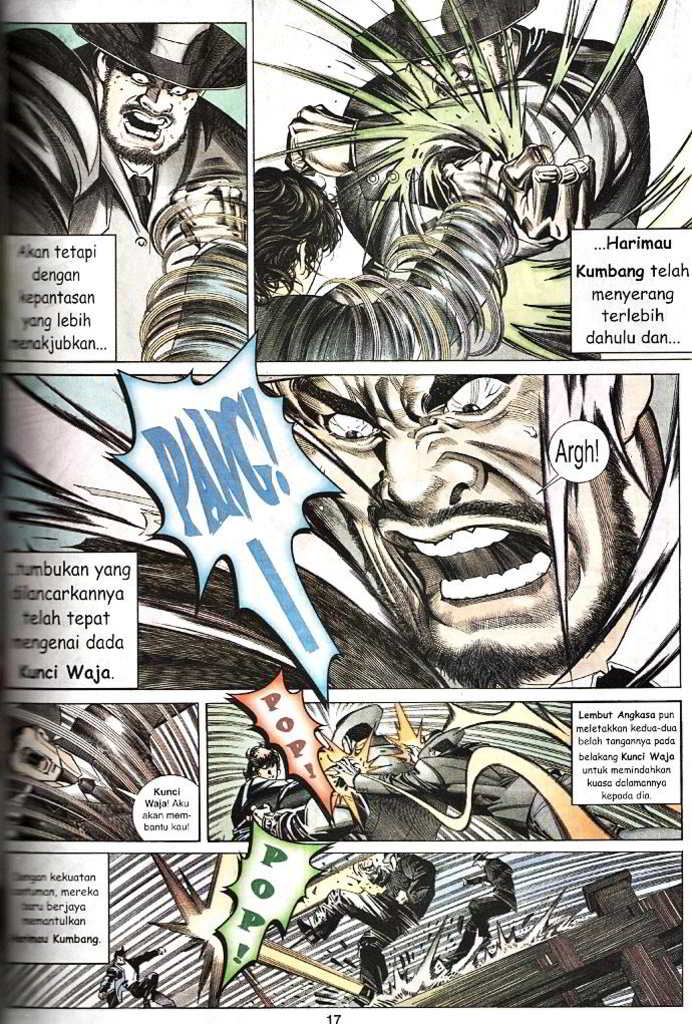 Akan tetapi
dengan
kepantasan
yang lebih
menakjubkan...
...Harimau
Kumbang telah
menyerang
terlebih
dahulu dan...
PANG!
Argh!
...tumbukan yang
dilancarkannya
telah tepat
mengenai dada
Kunci Waja.
Kunci
Waja! Aku
akan mem-
bantu kau!
POP!
Lembut Angkasa pun
meletakkan kedua-dua
belah tangannya pada
belakang Kunci Waja
untuk memindahkan
kuasa dalamannya
kepada dia.
Dengan kekuatan
mereka
baru berjaya
memantulkan
Harimau Kumbang.
POP!
17